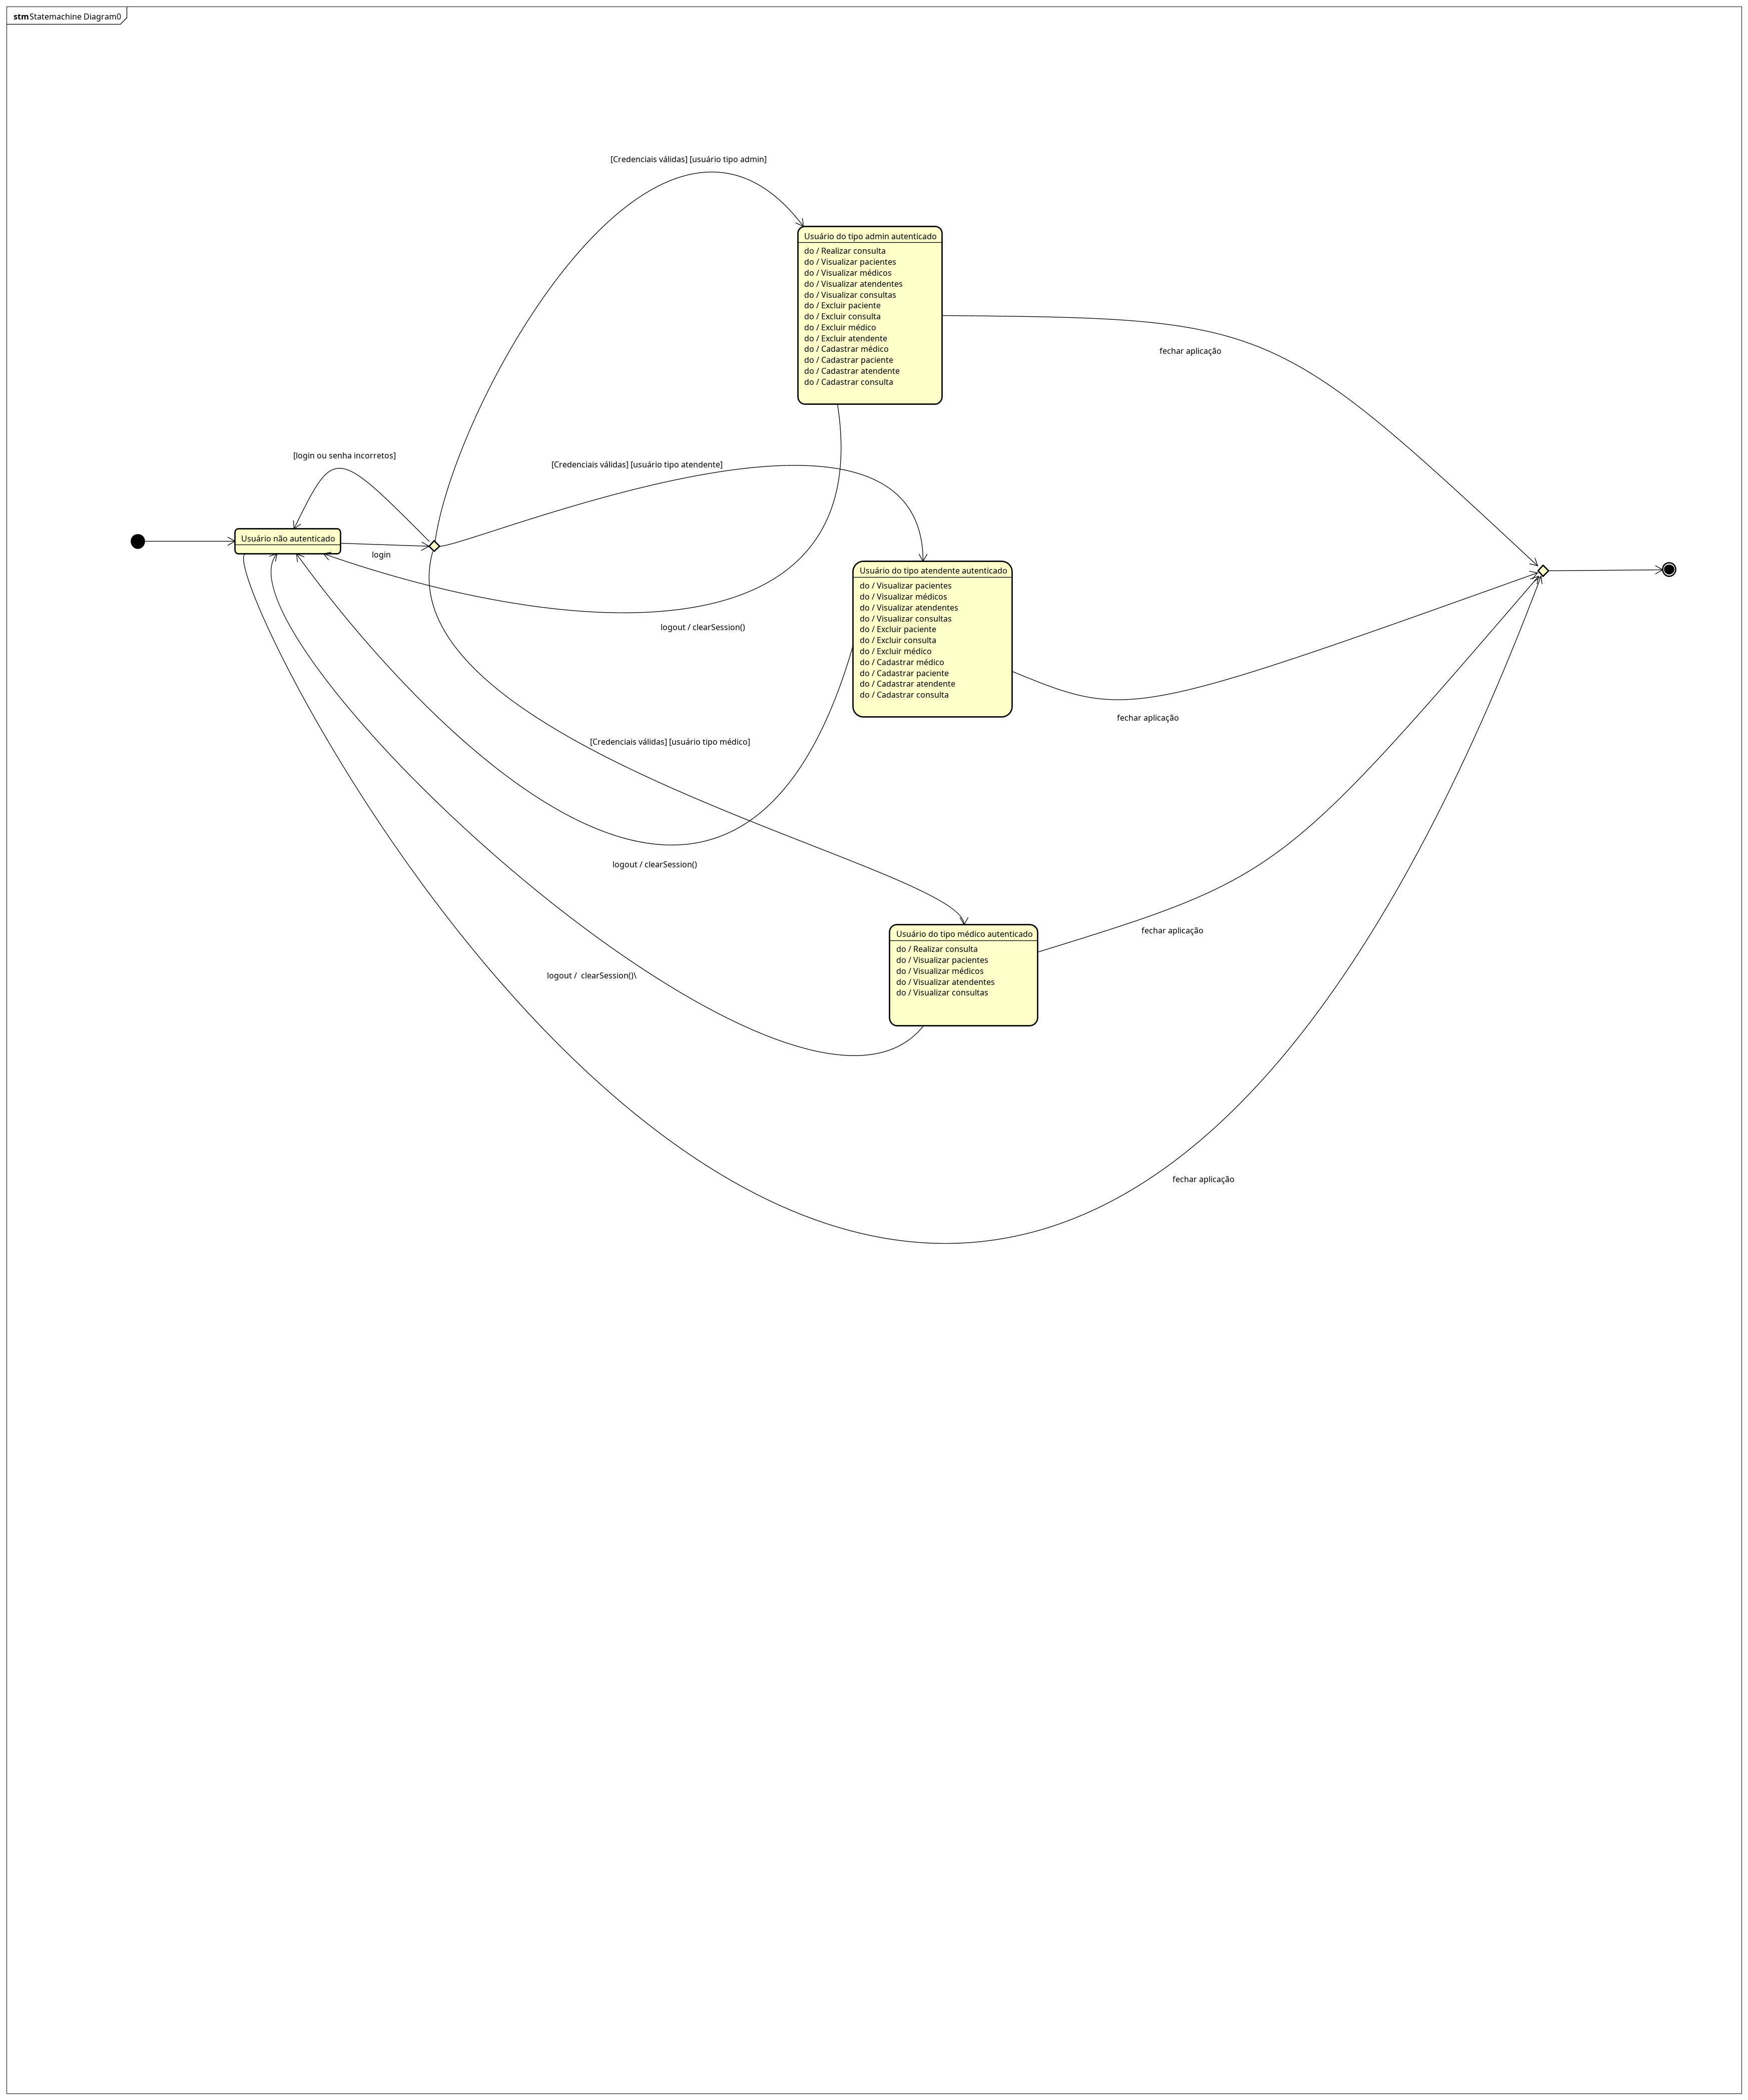 stm Statemachine Diagram0
[Credenciais válidas] [usuário tipo admin]
Usuário do tipo admin autenticado
do / Realizar consulta
do / Visualizar pacientes
do / Visualizar médicos
do / Visualizar atendentes
do / Visualizar consultas
do / Excluir paciente
do / Excluir consulta
do / Excluir médico
do / Excluir atendente
do / Cadastrar médico
do / Cadastrar paciente
do / Cadastrar atendente
do / Cadastrar consulta
fechar aplicação
[login ou senha incorretos]
[Credenciais válidas] [usuário tipo atendente]
Usuário não autenticado
login
Usuário do tipo atendente autenticado
do / Visualizar pacientes
do / Visualizar médicos
do / Visualizar atendentes
do / Visualizar consultas
do / Excluir paciente
do / Excluir consulta
do / Excluir médico
do / Cadastrar médico
do / Cadastrar paciente
do / Cadastrar atendente
do / Cadastrar consulta
logout / clearSession()
fechar aplicação
[Credenciais válidas] [usuário tipo médico]
logout / clearSession()
fechar aplicação
Usuário do tipo médico autenticado
do / Realizar consulta
do / Visualizar pacientes
do / Visualizar médicos
do / Visualizar atendentes
do / Visualizar consultas
logout /  clearSession()\
fechar aplicação